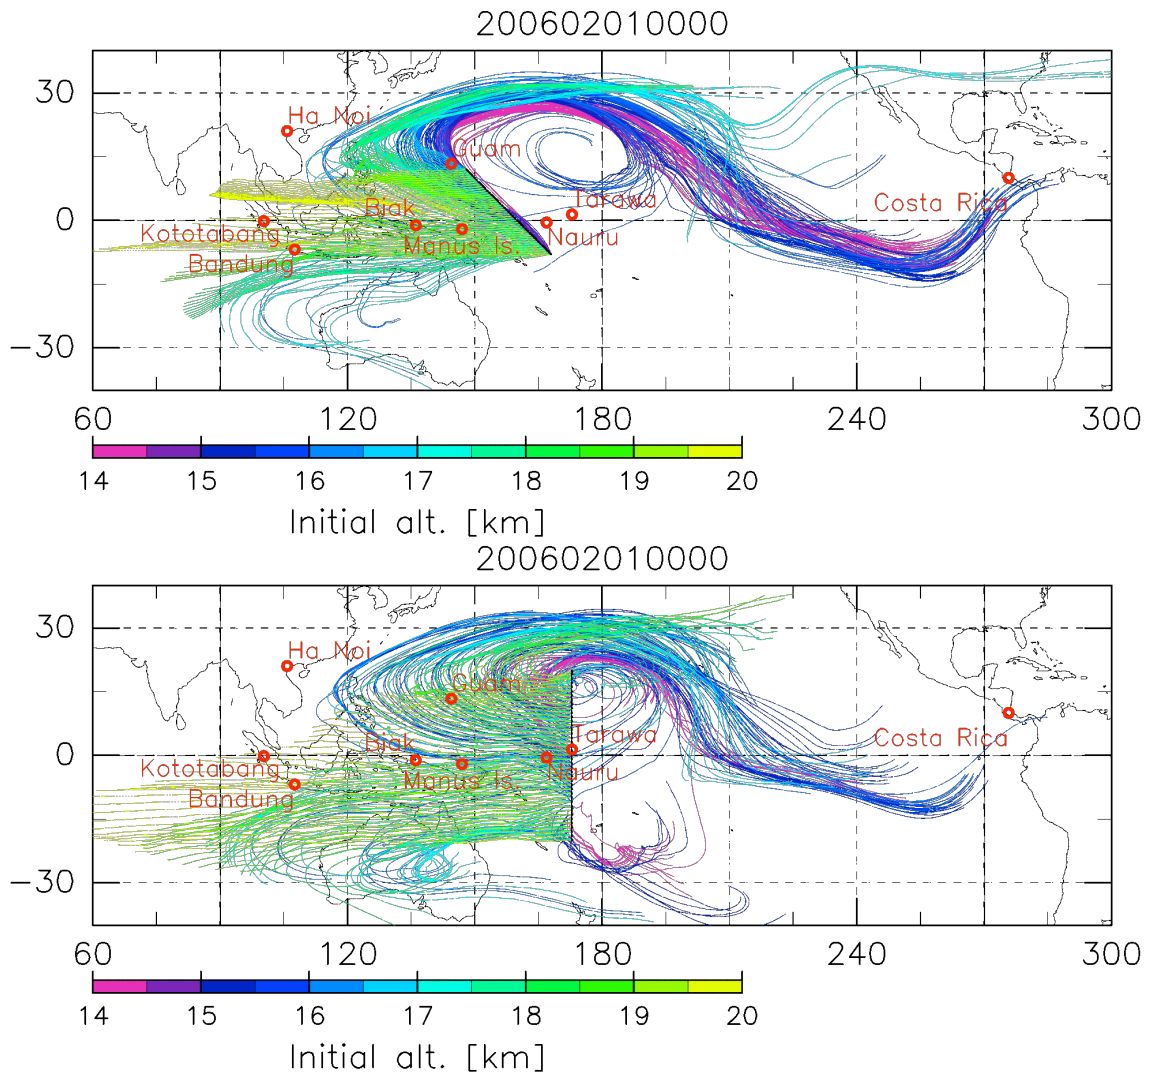 200602010000
30
Ha Noi
Guam
Costa Rica
Tarawa
Biak
0
Kototabang
Manus Is.
Nauru
Bandung
-30
60 120 180 240 300
14 15 16 17 18 19 20
Initial alt. [km]
200602010000
30
Ha Noi
Guam
Tarawa
Biak
Costa Rica
0
Kototabang
Manus Is.
Nauru
Bandung
-30
60 120 180 240 300
14 15 16 17 18 19 20
Initial alt. [km]